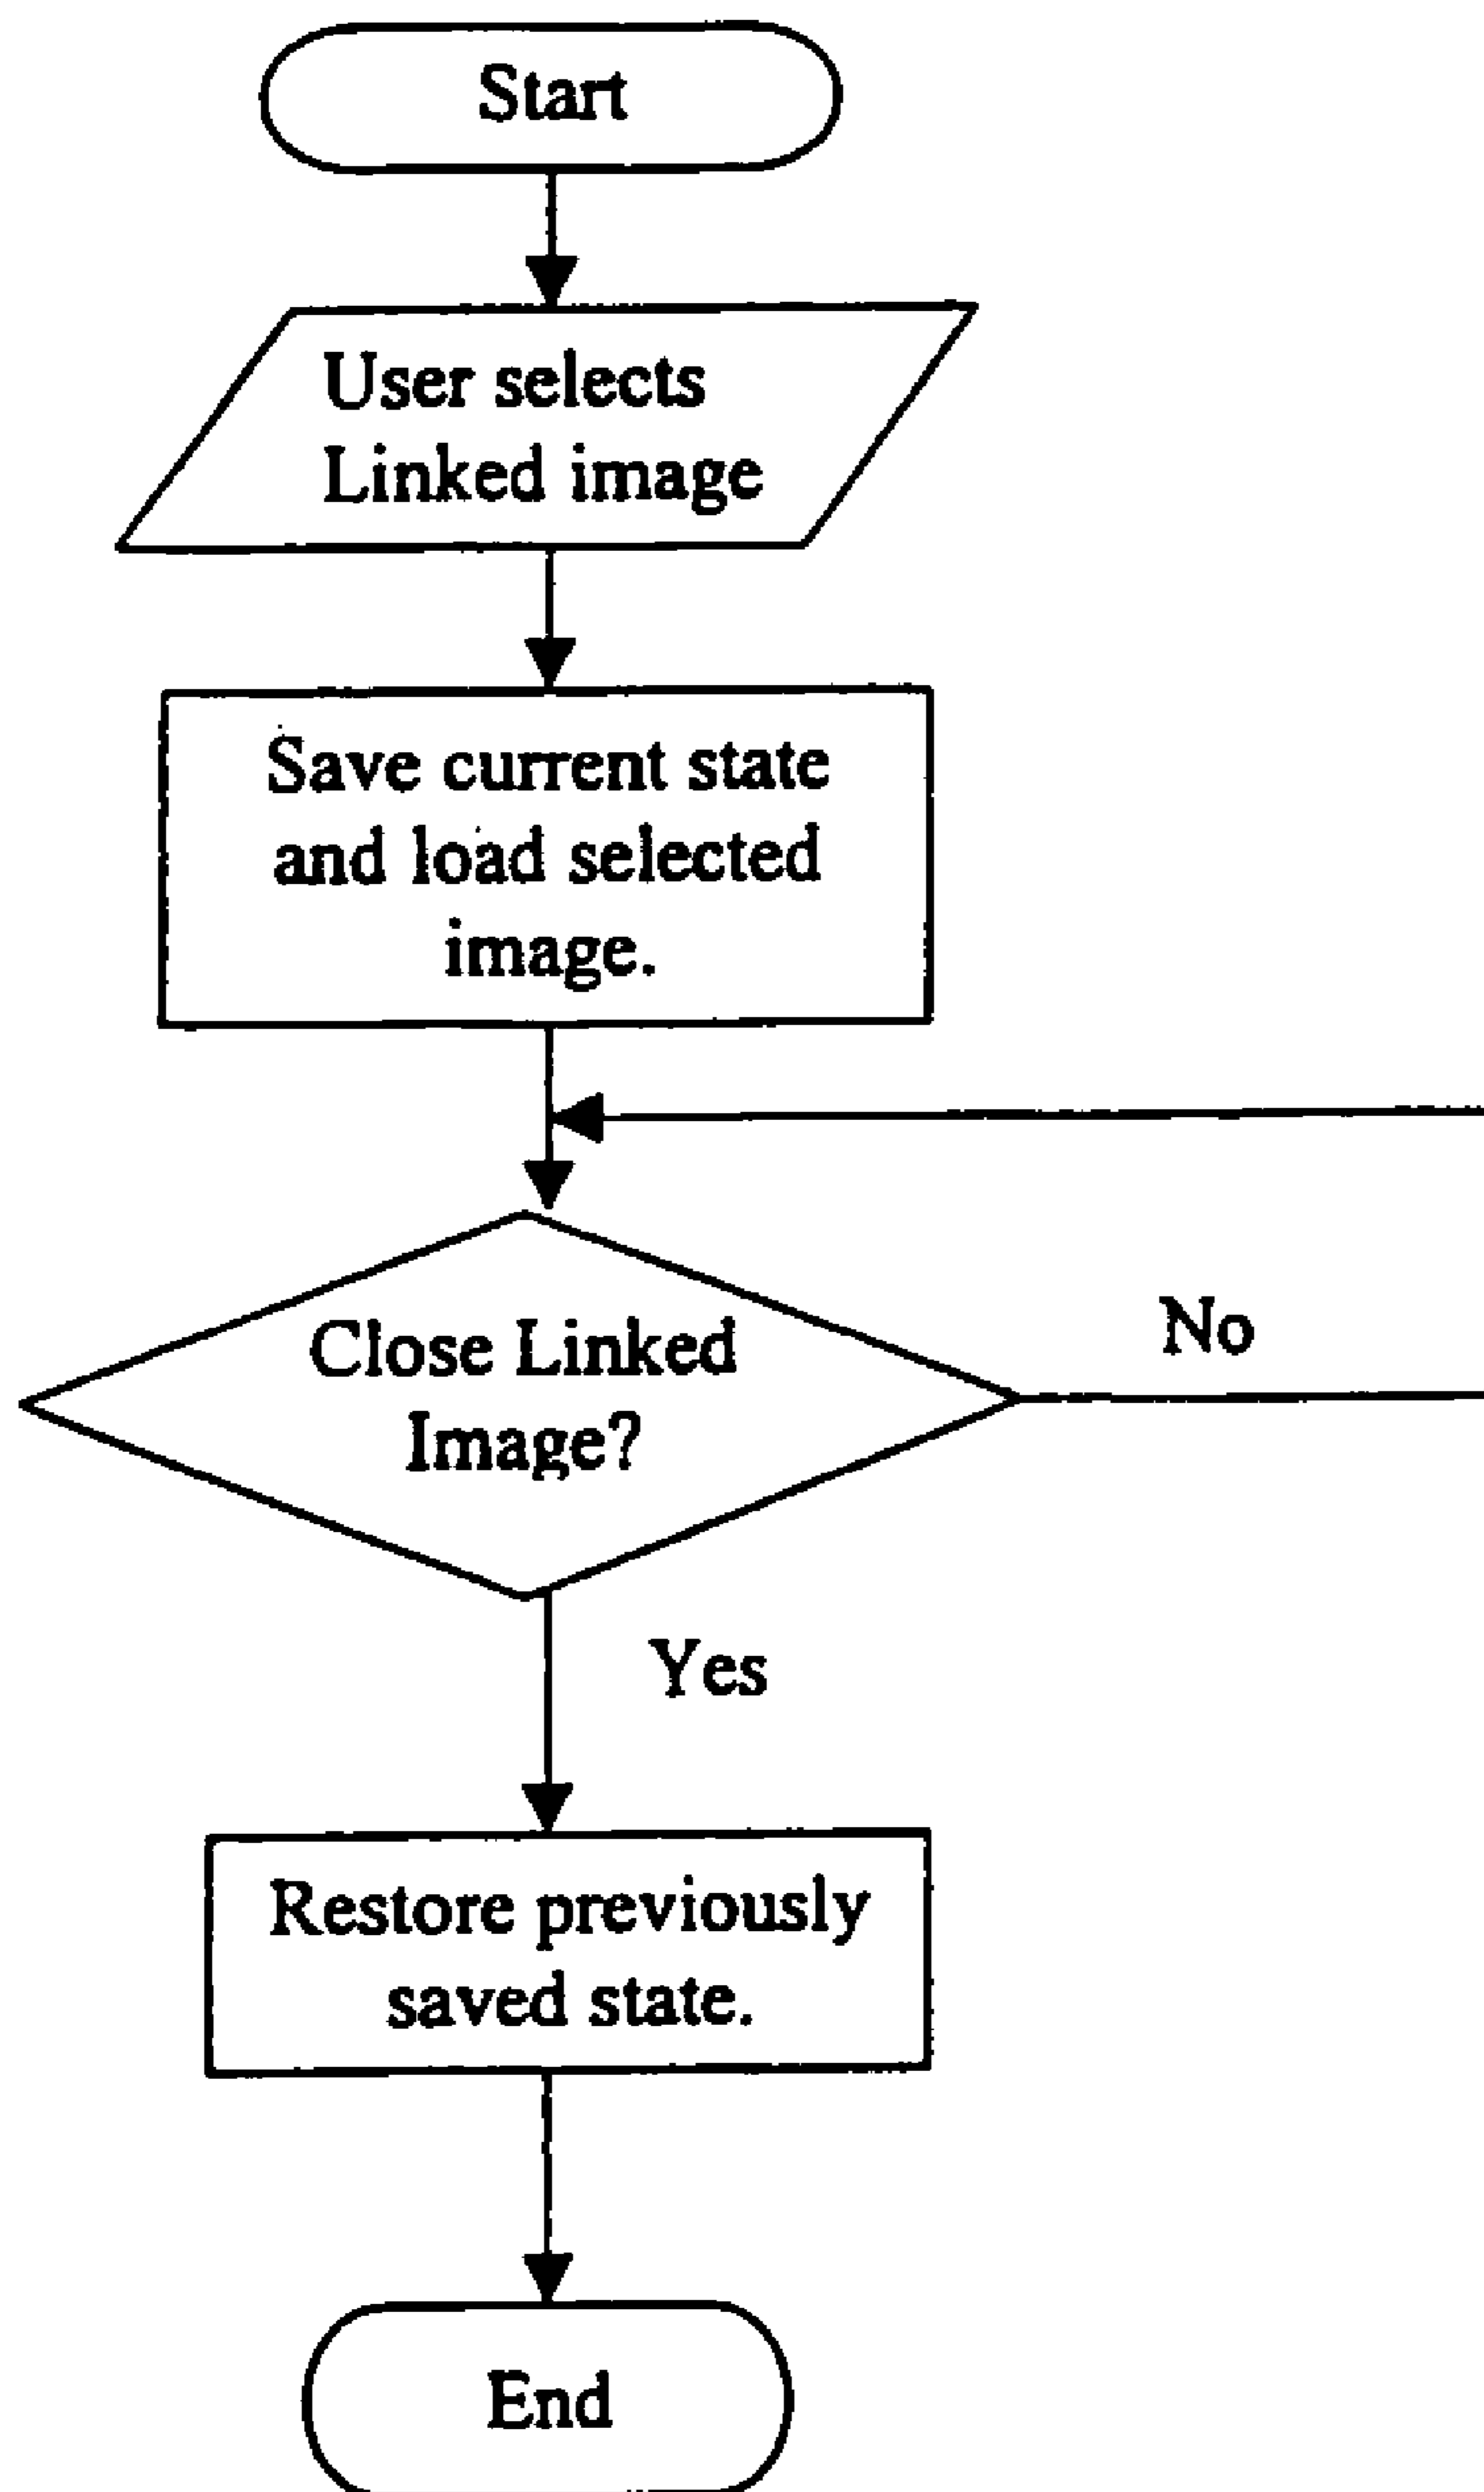 Start
User selects
Linked image
Save current state
and load selected
image.
Close Linked
Image?
No
Yes
Restore previously
saved state.
End